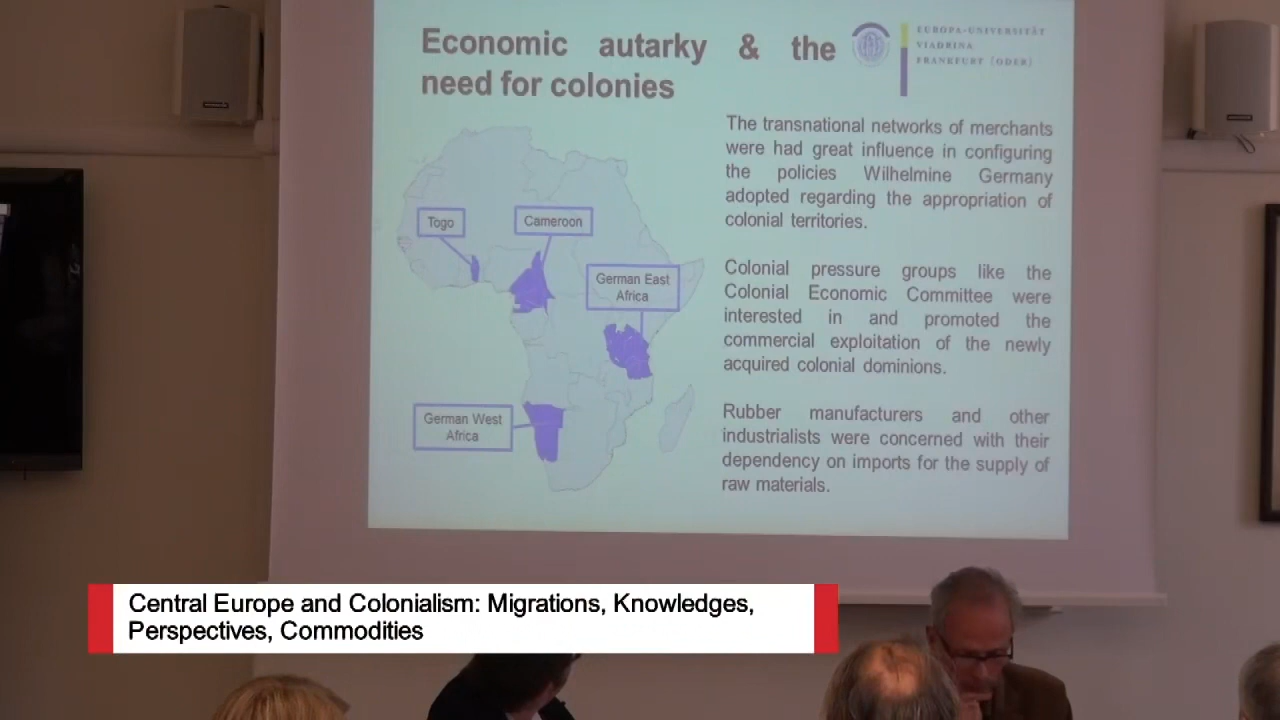 Economic autarky & the
need for colonies
EUROPA-UNIVERSITÄT
VIADRINA
FRANKFURT (ODER)
The transnational networks of merchants
were had great influence in configuring
the policies Wilhelmine Germany
adopted regarding the appropriation of
colonial territories.
Togo
Cameroon
German East
Africa
Colonial pressure groups like the
Colonial Economic Committee were
interested in and promoted the
commercial exploitation of the newly
acquired colonial dominions.
German West
Africa
Rubber manufacturers and other
industrialists were concerned with their
dependency on imports for the supply of
raw materials.
Central Europe and Colonialism: Migrations, Knowledges,
Perspectives, Commodities